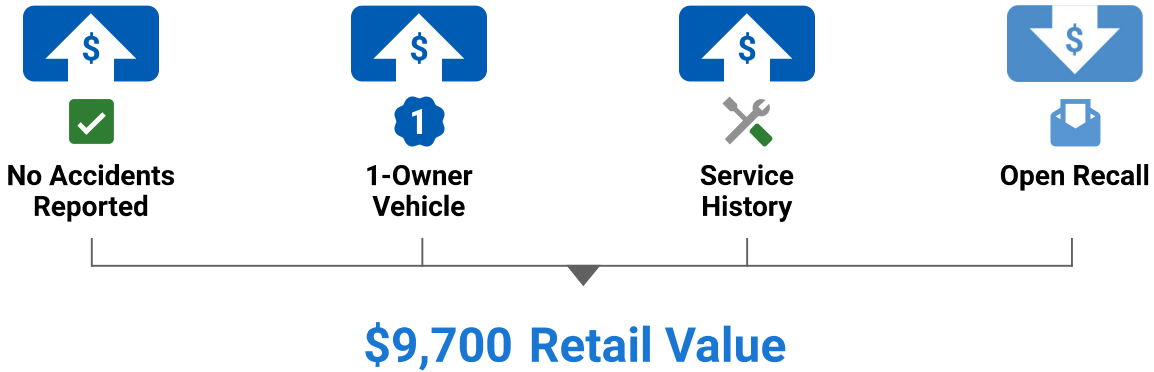 $
$
$
$
1
No Accidents
Reported
1-Owner
Vehicle
Service
History
Open Recall
$9,700 Retail Value